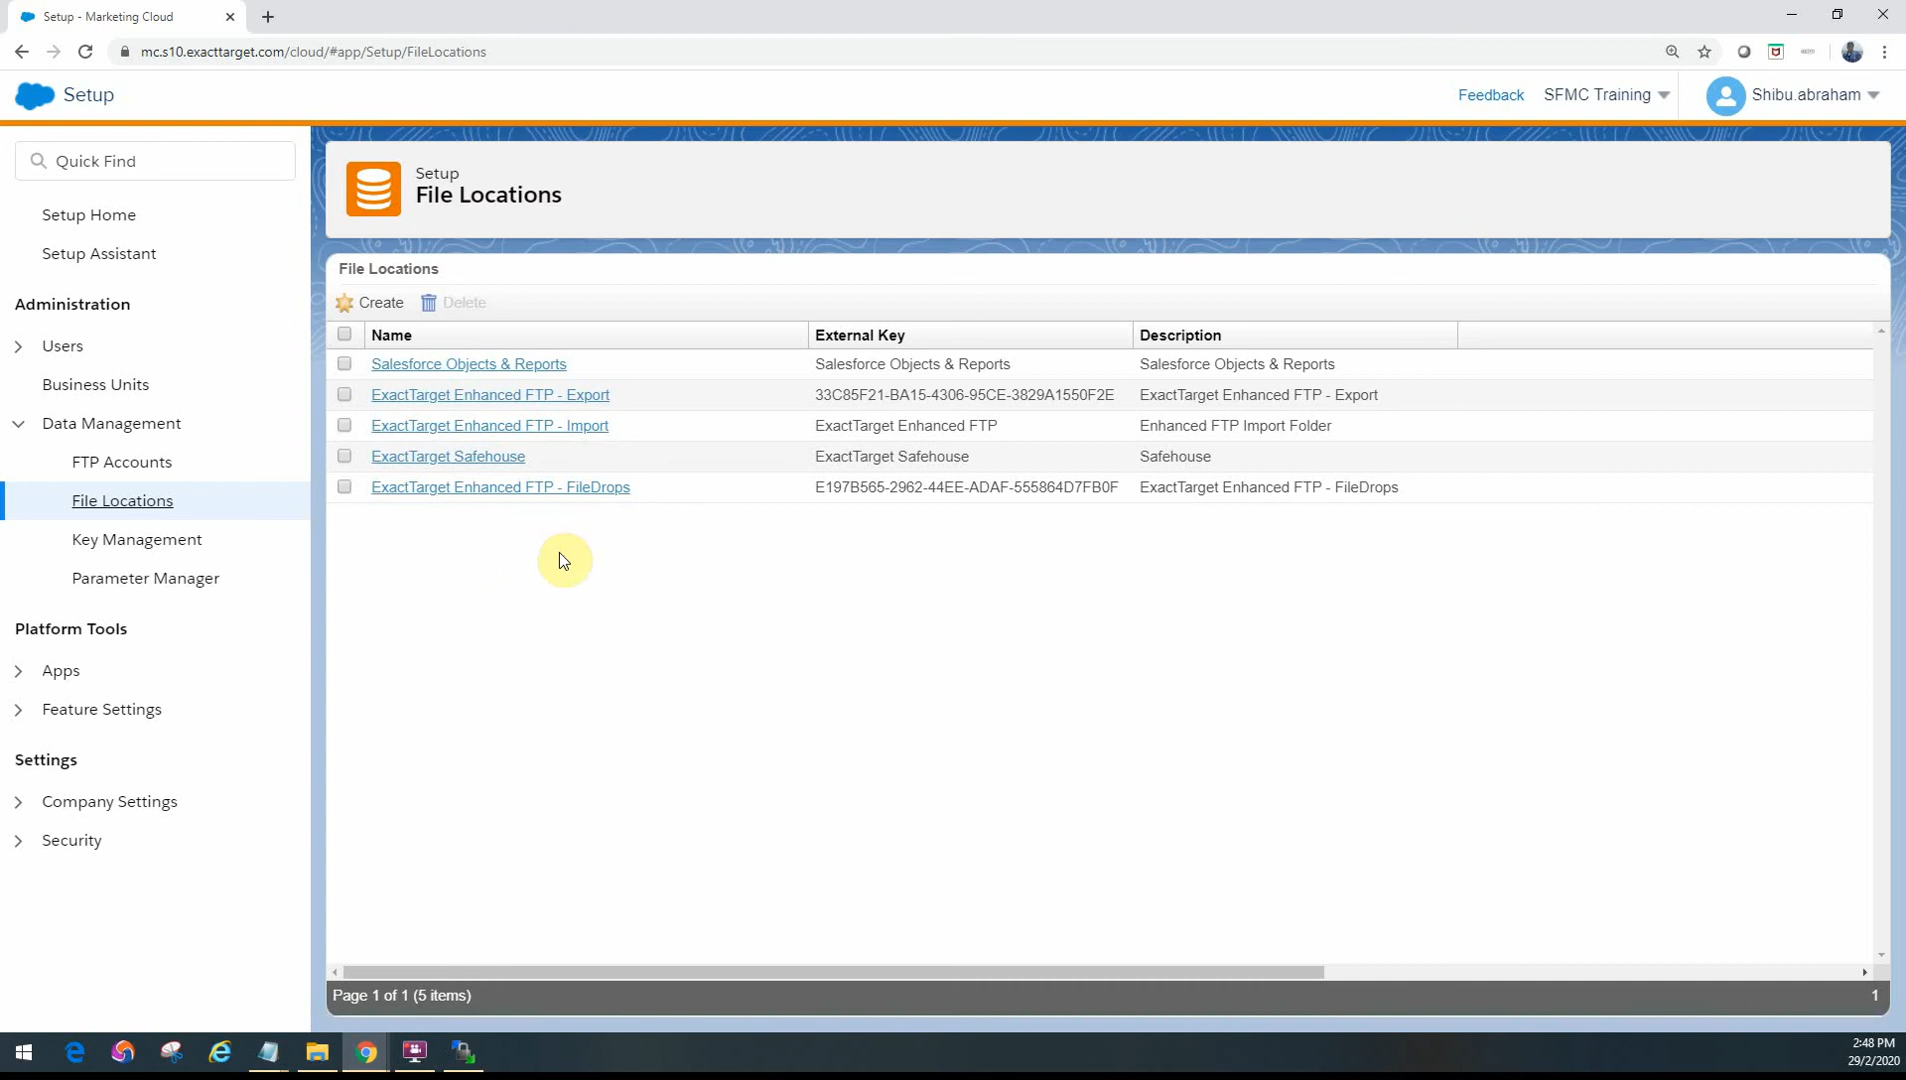 Setup - Marketing Cloud
mc.s10.exacttarget.com/cloud/#app/Setup/FileLocations
Setup
Feedback
SFMC Training
Shibu.abraham
Quick Find
Setup Home
Setup Assistant
Administration
Users
Business Units
Data Management
FTP Accounts
File Locations
Key Management
Parameter Manager
Platform Tools
Apps
Feature Settings
Settings
Company Settings
Security
Setup
File Locations
File Locations
Create Delete
Name External Key Description
Salesforce Objects & Reports Salesforce Objects & Reports Salesforce Objects & Reports
ExactTarget Enhanced FTP - Export 33C85F21-BA15-4306-95CE-3829A1550F2E ExactTarget Enhanced FTP - Export
ExactTarget Enhanced FTP - Import ExactTarget Enhanced FTP Enhanced FTP Import Folder
ExactTarget Safehouse ExactTarget Safehouse Safehouse
ExactTarget Enhanced FTP - FileDrops E197B565-2962-44EE-ADAF-555864D7FB0F ExactTarget Enhanced FTP - FileDrops
Page 1 of 1 (5 items) 1
2:48 PM
29/2/2020